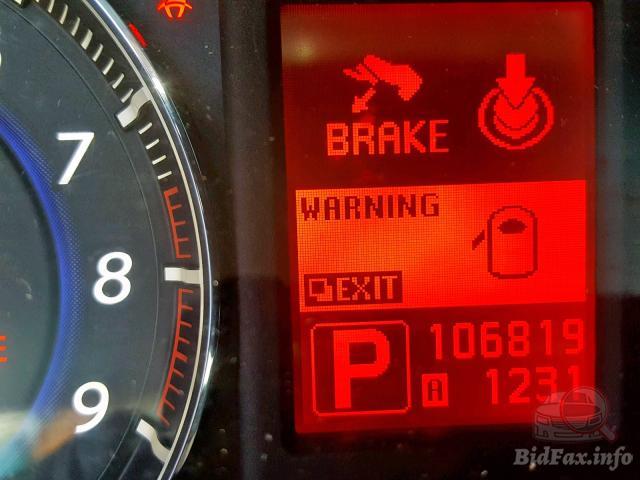 7
8
9
BRAKE
WARNING
EXIT
P
106819
A 1231
BidFax.info